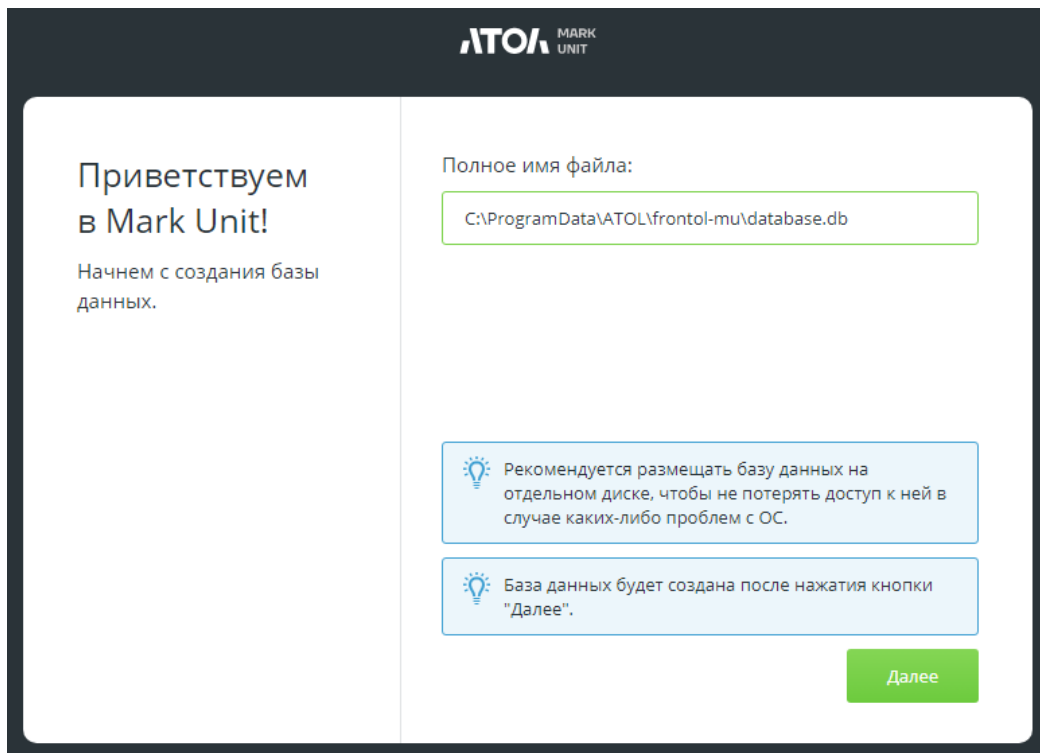 АТОЛ MARK UNIT
Приветствуем
в Mark Unit!
Начнем с создания базы
данных.
Полное имя файла:
C:\ProgramData\ATOL\frontol-mu\database.db
Рекомендуется размещать базу данных на
отдельном диске, чтобы не потерять доступ к ней в
случае каких-либо проблем с ОС.
База данных будет создана после нажатия кнопки
"Далее".
Далее